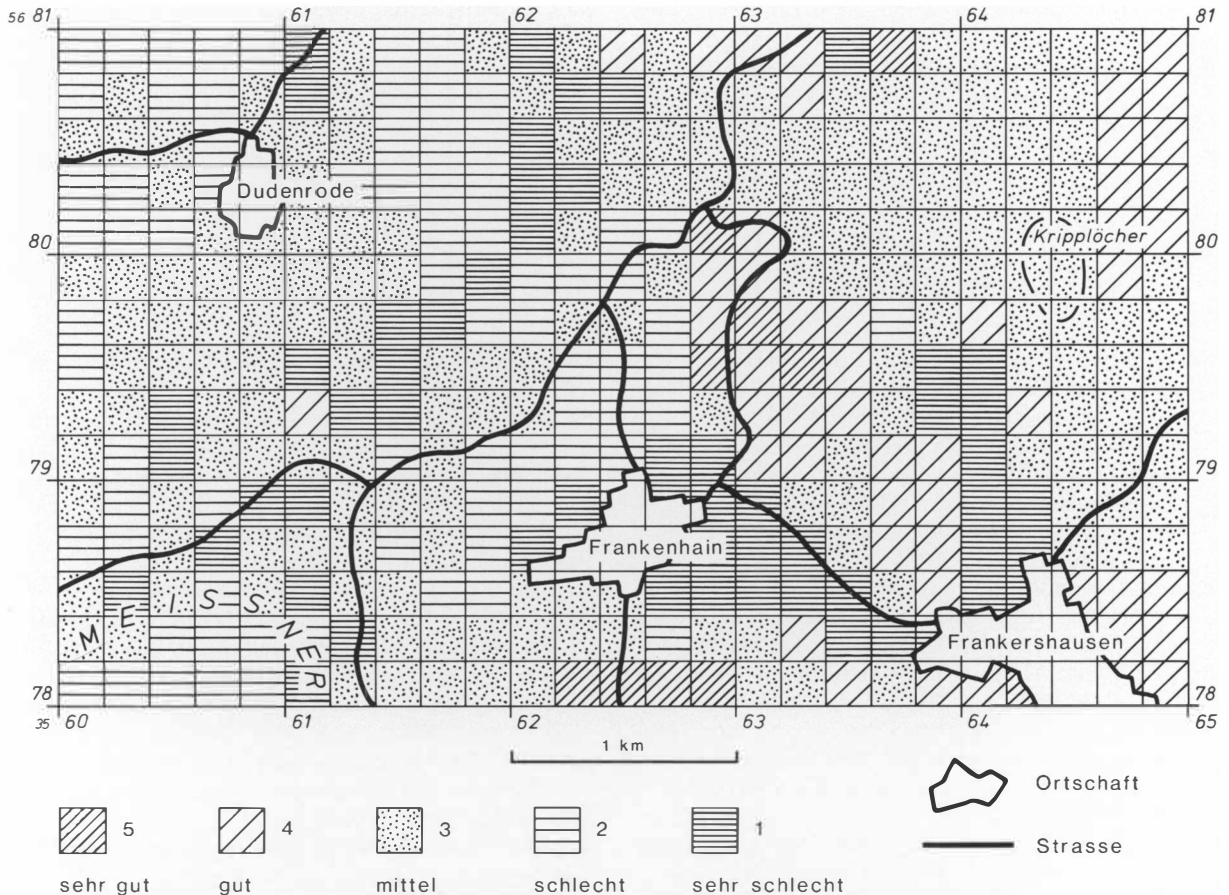 56 81 61 62 63 64 81
Dudenrode
80 Kripplöcher 80
79 79
Frankenhain
MEISSNER
Frankershausen
78 78
35 60 61 62 63 64 65
1 km
5 4 3 2 1
sehr gut gut mittel schlecht sehr schlecht
Ortschaft
Strasse